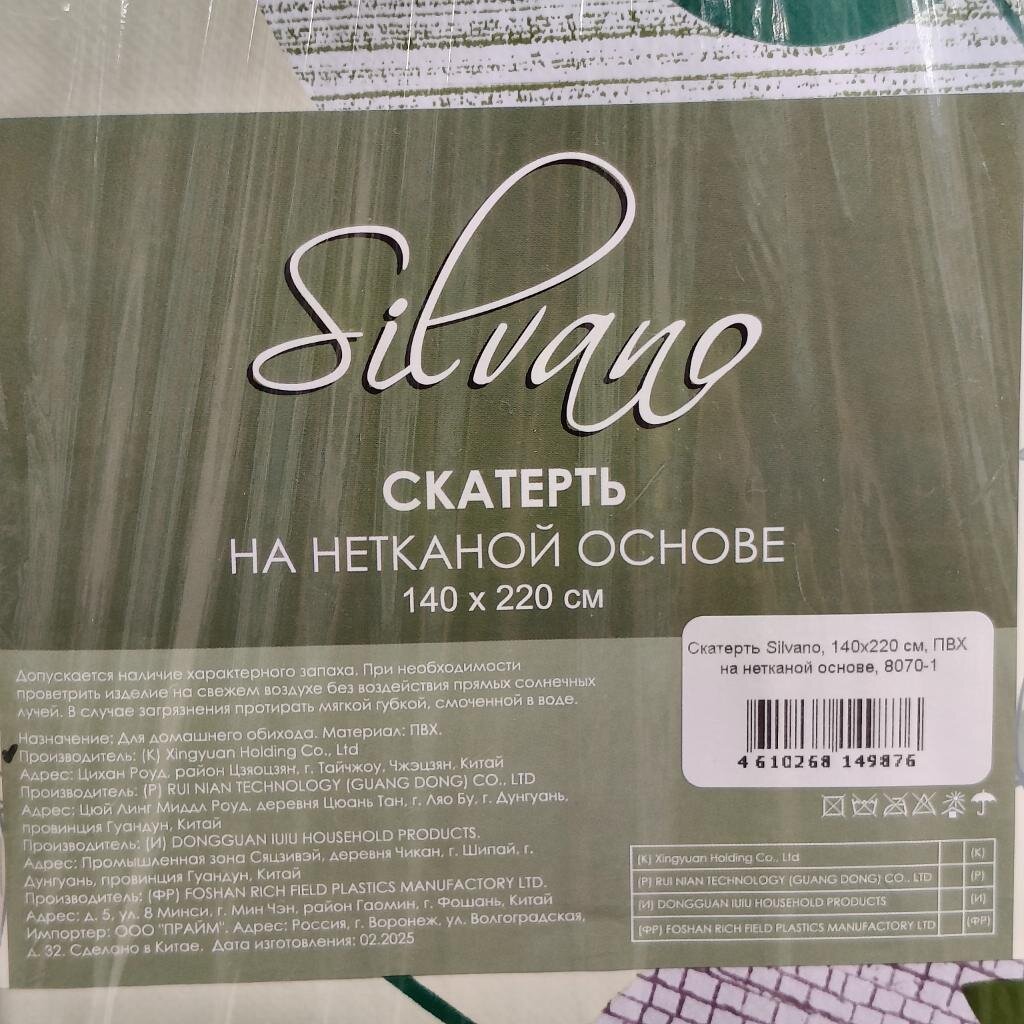 Silvano
СКАТЕРТЬ
НА НЕТКАНОЙ ОСНОВЕ
140 х 220 см
Допускается наличие характерного запаха. При необходимости
проветрить изделие на свежем воздухе без воздействия прямых солнечных
лучей. В случае загрязнения протирать мягкой губкой, смоченной в воде.
Назначение: Для домашнего обихода. Материал: ПВХ.
Производитель: (К) Xingyuan Holding Co., Ltd
Адрес: Цихан Роуд, район Цзяоцзян, г. Тайчжоу, Чжэцзян, Китай
Производитель: (Р) RUI NIAN TECHNOLOGY (GUANG DONG) CO., LTD
Адрес: Цюй Линг Миддл Роуд, деревня Цюань Тан, г. Ляо Бу, г. Дунгуань,
провинция Гуандун, Китай
Производитель: (И) DONGGUAN IUIU HOUSEHOLD PRODUCTS.
Адрес: Промышленная зона Сяцзивэй, деревня Чикан, г. Шипай, г.
Дунгуань, провинция Гуандун, Китай
Производитель: (ФР) FOSHAN RICH FIELD PLASTICS MANUFACTORY LTD.
Адрес: д. 5, ул. 8 Минси, г. Мин Чэн, район Гаомин, г. Фошань, Китай
Импортер: ООО "ПРАЙМ". Адрес: Россия, г. Воронеж, ул. Волгоградская,
д. 32. Сделано в Китае. Дата изготовления: 02.2025
Скатерть Silvano, 140х220 см, ПВХ
на нетканой основе, 8070-1
4 610268 149876
(К) Xingyuan Holding Co., Ltd (К)
(Р) RUI NIAN TECHNOLOGY (GUANG DONG) CO., LTD (Р)
(И) DONGGUAN IUIU HOUSEHOLD PRODUCTS (И)
(ФР) FOSHAN RICH FIELD PLASTICS MANUFACTORY LTD (ФР)